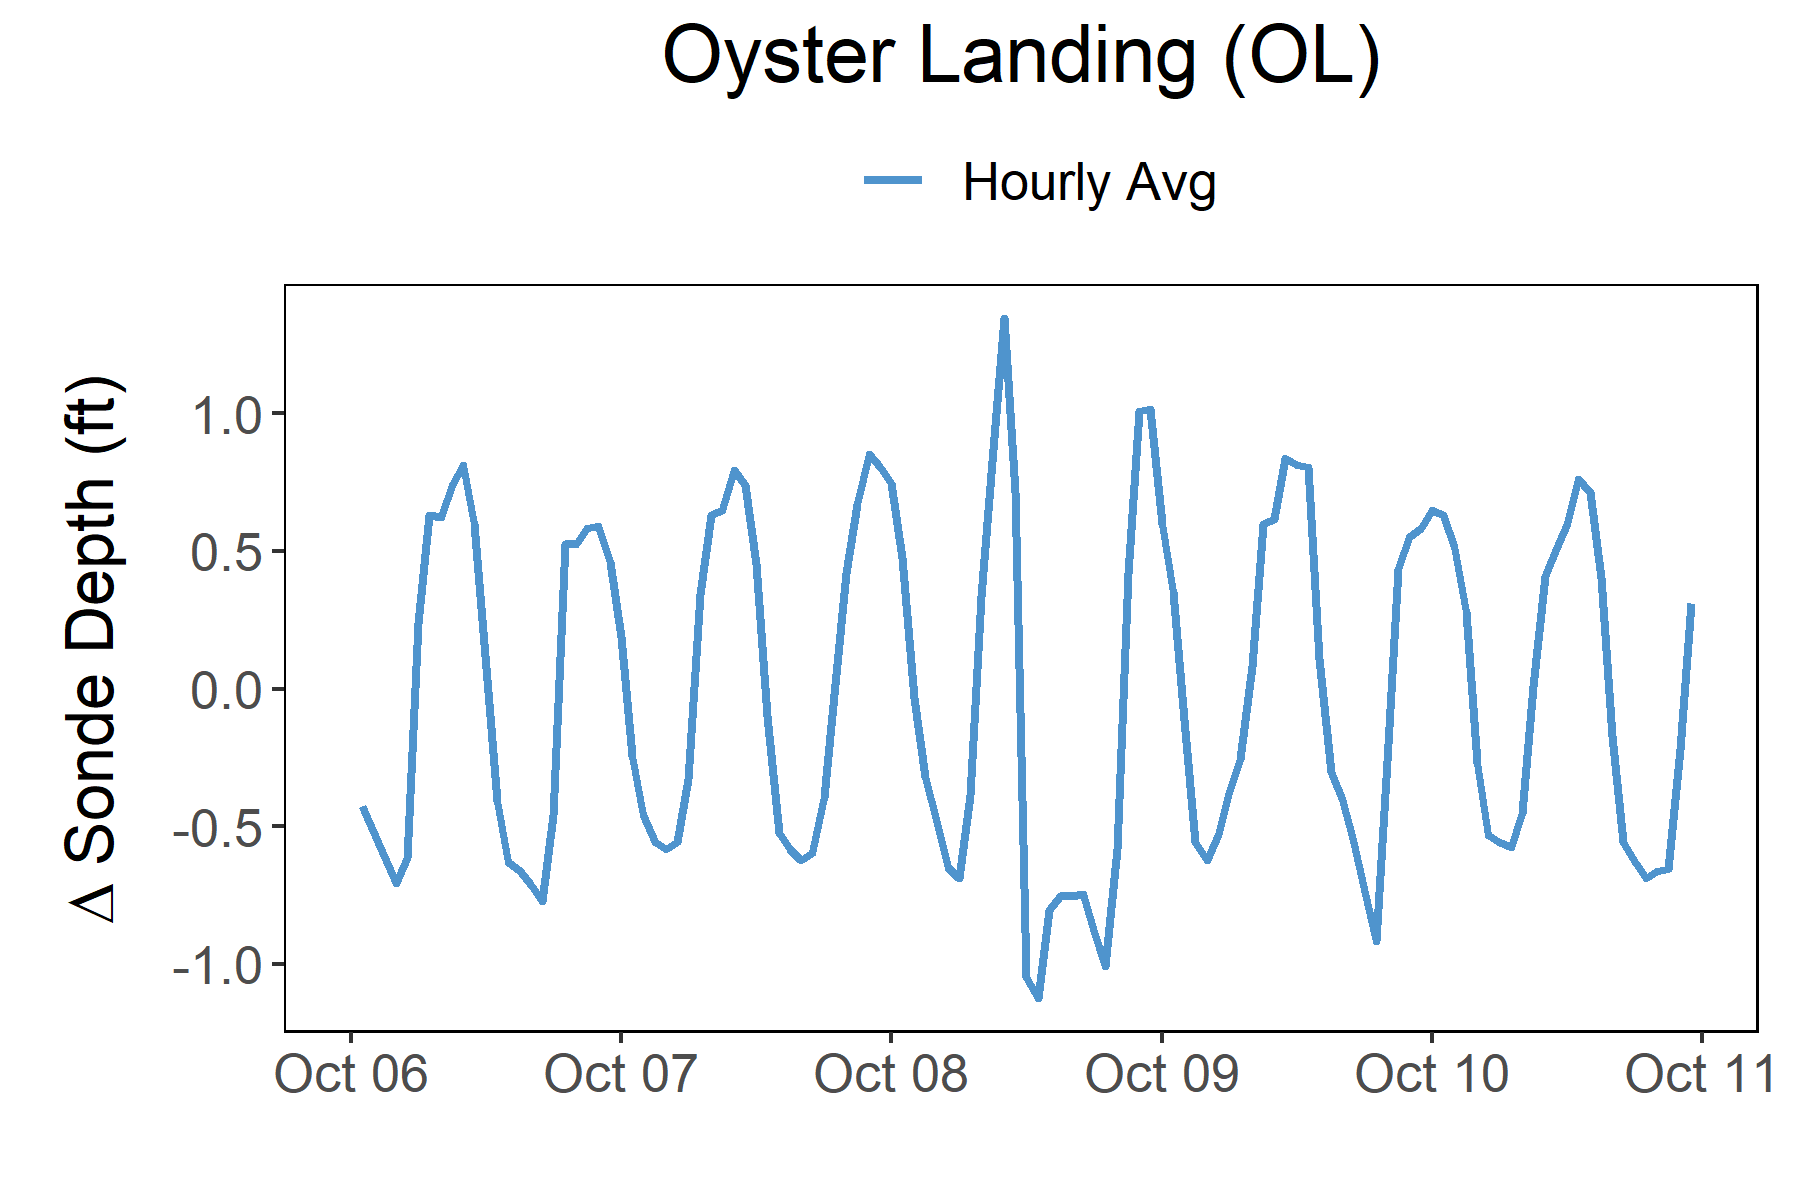 Oyster Landing (OL)
Hourly Avg
Δ Sonde Depth (ft)
1.0
0.5
0.0
-0.5
-1.0
Oct 06 Oct 07 Oct 08 Oct 09 Oct 10 Oct 11